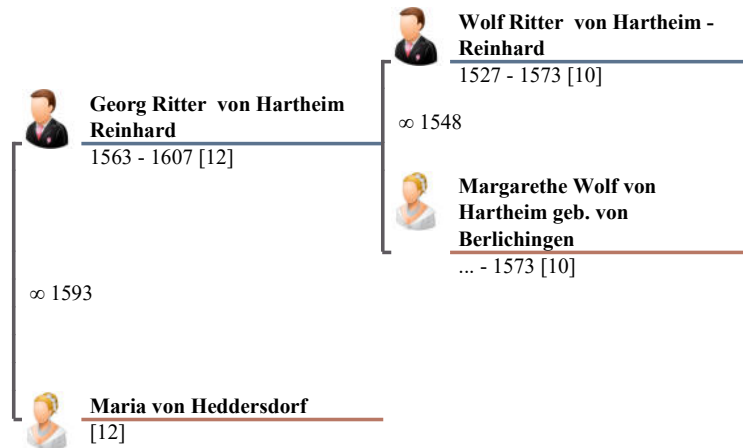 Wolf Ritter von Hartheim -
Reinhard
1527 - 1573 [10]
Georg Ritter von Hartheim
Reinhard
1563 - 1607 [12]
∞ 1548
Margarethe Wolf von
Hartheim geb. von
Berlichingen
... - 1573 [10]
∞ 1593
Maria von Heddersdorf
[12]